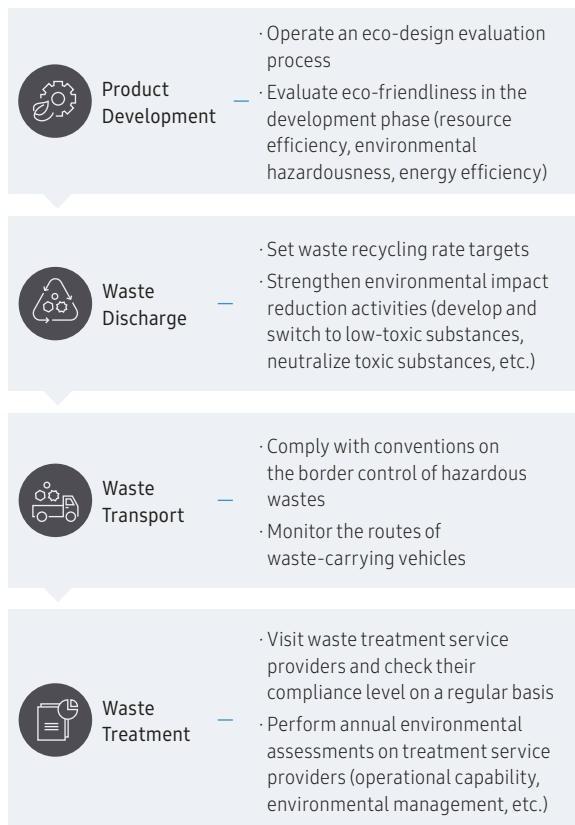 Product
Development
· Operate an eco-design evaluation
process
· Evaluate eco-friendliness in the
development phase (resource
efficiency, environmental
hazardousness, energy efficiency)
Waste
Discharge
· Set waste recycling rate targets
· Strengthen environmental impact
reduction activities (develop and
switch to low-toxic substances,
neutralize toxic substances, etc.)
Waste
Transport
· Comply with conventions on
the border control of hazardous
wastes
· Monitor the routes of
waste-carrying vehicles
Waste
Treatment
· Visit waste treatment service
providers and check their
compliance level on a regular basis
· Perform annual environmental
assessments on treatment service
providers (operational capability,
environmental management, etc.)